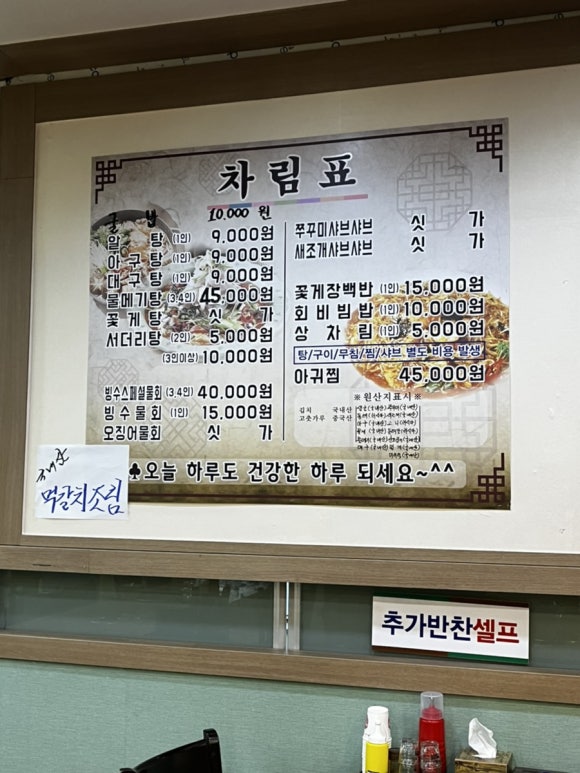 차림표
굴 밥 10.000 원
알 탕 (1인) 9.000원
아 구 탕 (1인) 9.000원
대 구 탕 (1인) 9.000원
물메기탕 (3,4인) 45.000원
꽃 게 탕 싯 가
서더리탕 (2인) 5.000원
(3인이상) 10,000원
빙수스페셜물회 (3,4인) 40.000원
빙 수 물 회 (1인) 15.000원
오징어물회 싯 가
쭈꾸미샤브샤브 싯 가
새조개샤브샤브 싯 가
꽃게장백밥 (1인) 15.000원
회 비 빔 밥 (1인) 10.000원
상 차 림 (1인) 5.000원
탕/구이/무침/찜/샤브 별도 비용 발생
아귀찜 45.000원
※ 원산지표시 ※
김치 국내산
고춧가루 중국산
♣오늘 하루도 건강한 하루 되세요~^^
국내산
먹갈치조림
추가반찬셀프